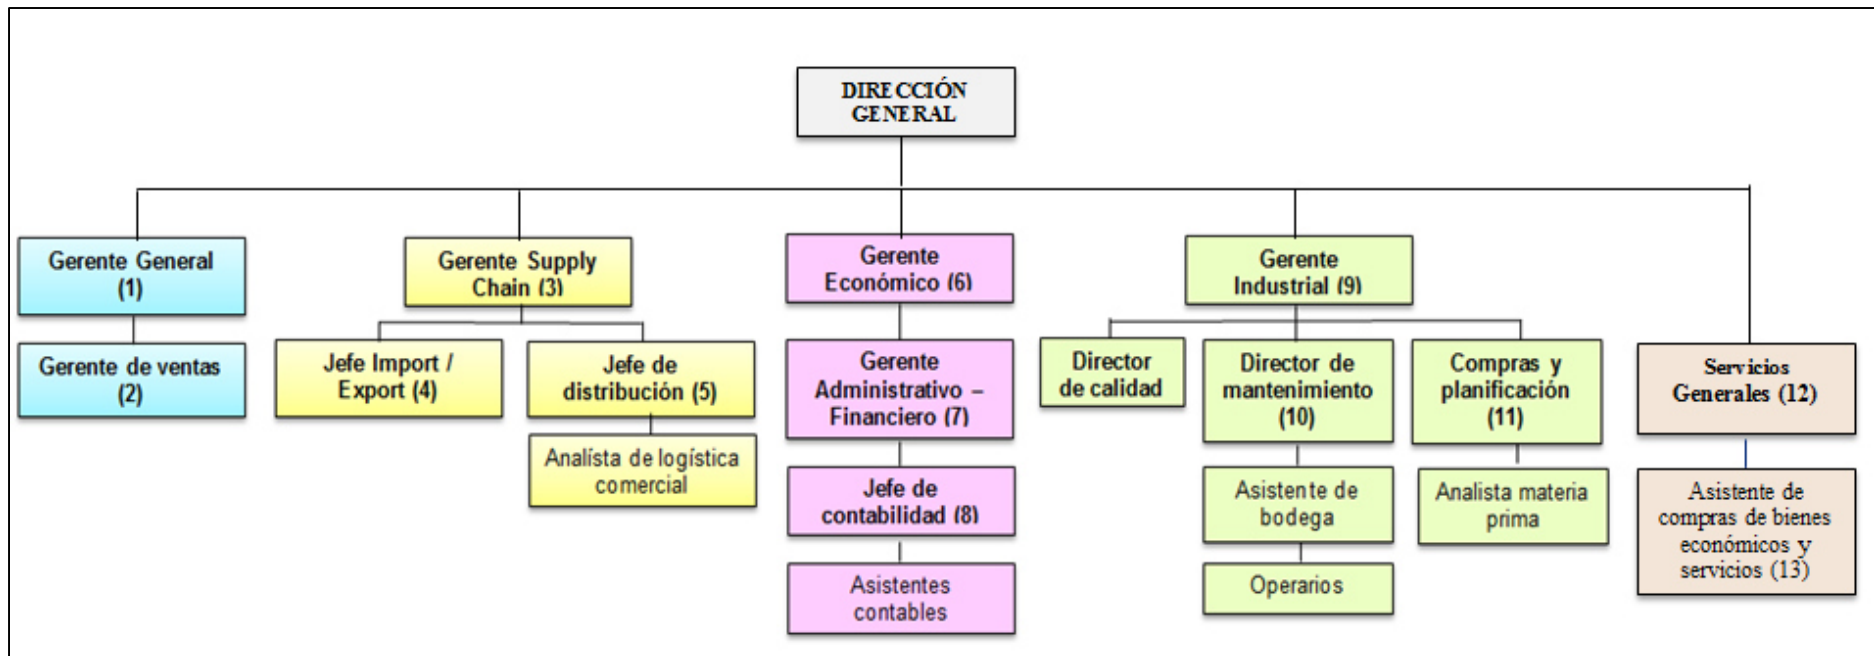 DIRECCIÓN
GENERAL
Gerente General
(1)
Gerente de ventas
(2)
Gerente Supply
Chain (3)
Jefe Import /
Export (4)
Jefe de
distribución (5)
Analísta de logística
comercial
Gerente
Económico (6)
Gerente
Administrativo –
Financiero (7)
Jefe de
contabilidad (8)
Asistentes
contables
Gerente
Industrial (9)
Director
de calidad
Director de
mantenimiento
(10)
Asistente de
bodega
Operarios
Compras y
planificación
(11)
Analista materia
prima
Servicios
Generales (12)
Asistente de
compras de bienes
económicos y
servicios (13)